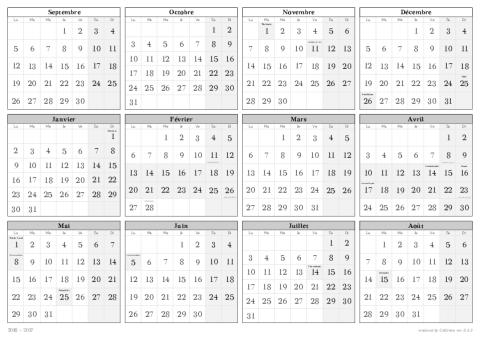 Septembre
Lu Ma Me Je Ve Sa Di
1 2 3 4
5 6 7 8 9 10 11
12 13 14 15 16 17 18
19 20 21 22 23 24 25
26 27 28 29 30
Octobre
Lu Ma Me Je Ve Sa Di
1 2
3 4 5 6 7 8 9
10 11 12 13 14 15 16
17 18 19 20 21 22 23
24 25 26 27 28 29 30
31
Novembre
Lu Ma Me Je Ve Sa Di
1 2 3 4 5 6
7 8 9 10 11 12 13
14 15 16 17 18 19 20
21 22 23 24 25 26 27
28 29 30
Décembre
Lu Ma Me Je Ve Sa Di
1 2 3 4
5 6 7 8 9 10 11
12 13 14 15 16 17 18
19 20 21 22 23 24 25
26 27 28 29 30 31
Janvier
Lu Ma Me Je Ve Sa Di
1
2 3 4 5 6 7 8
9 10 11 12 13 14 15
16 17 18 19 20 21 22
23 24 25 26 27 28 29
30 31
Février
Lu Ma Me Je Ve Sa Di
1 2 3 4 5
6 7 8 9 10 11 12
13 14 15 16 17 18 19
20 21 22 23 24 25 26
27 28
Mars
Lu Ma Me Je Ve Sa Di
1 2 3 4 5
6 7 8 9 10 11 12
13 14 15 16 17 18 19
20 21 22 23 24 25 26
27 28 29 30 31
Avril
Lu Ma Me Je Ve Sa Di
1 2
3 4 5 6 7 8 9
10 11 12 13 14 15 16
17 18 19 20 21 22 23
24 25 26 27 28 29 30
Mai
Lu Ma Me Je Ve Sa Di
1 2 3 4 5 6 7
8 9 10 11 12 13 14
15 16 17 18 19 20 21
22 23 24 25 26 27 28
29 30 31
Juin
Lu Ma Me Je Ve Sa Di
1 2 3 4
5 6 7 8 9 10 11
12 13 14 15 16 17 18
19 20 21 22 23 24 25
26 27 28 29 30
Juillet
Lu Ma Me Je Ve Sa Di
1 2
3 4 5 6 7 8 9
10 11 12 13 14 15 16
17 18 19 20 21 22 23
24 25 26 27 28 29 30
31
Août
Lu Ma Me Je Ve Sa Di
1 2 3 4 5 6
7 8 9 10 11 12 13
14 15 16 17 18 19 20
21 22 23 24 25 26 27
28 29 30 31
2016 – 2017